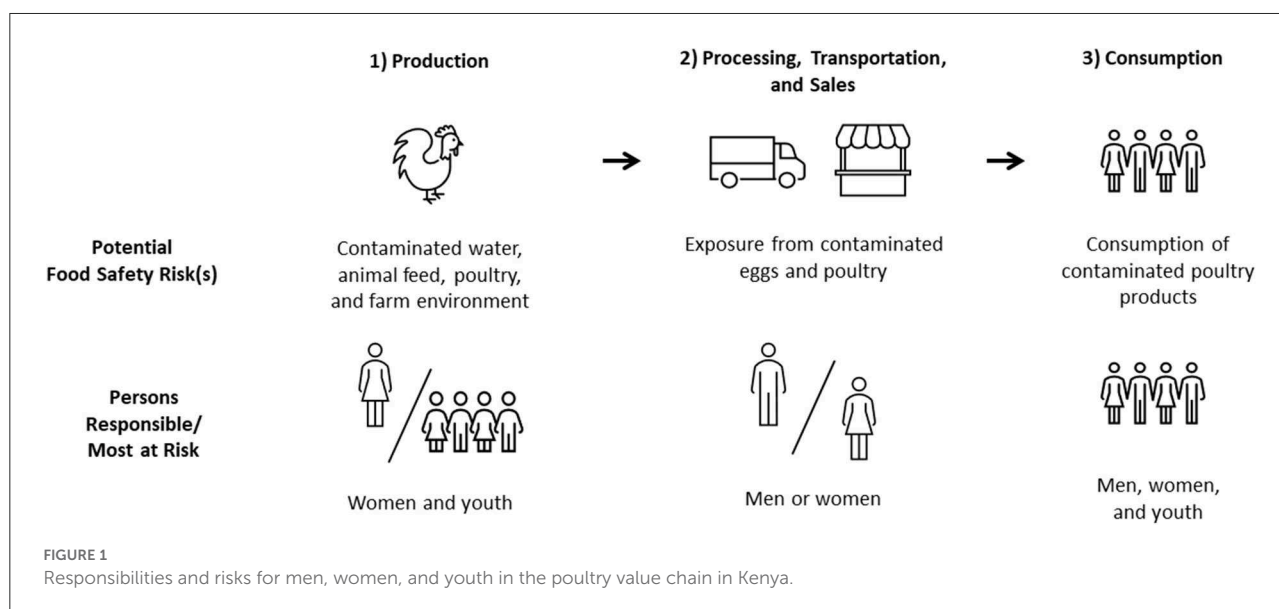 1) Production
2) Processing, Transportation,
and Sales
3) Consumption
Potential
Food Safety Risk(s)
Contaminated water,
animal feed, poultry,
and farm environment
Exposure from contaminated
eggs and poultry
Consumption of
contaminated poultry
products
Persons
Responsible/
Most at Risk
Women and youth
Men or women
Men, women,
and youth
FIGURE 1
Responsibilities and risks for men, women, and youth in the poultry value chain in Kenya.